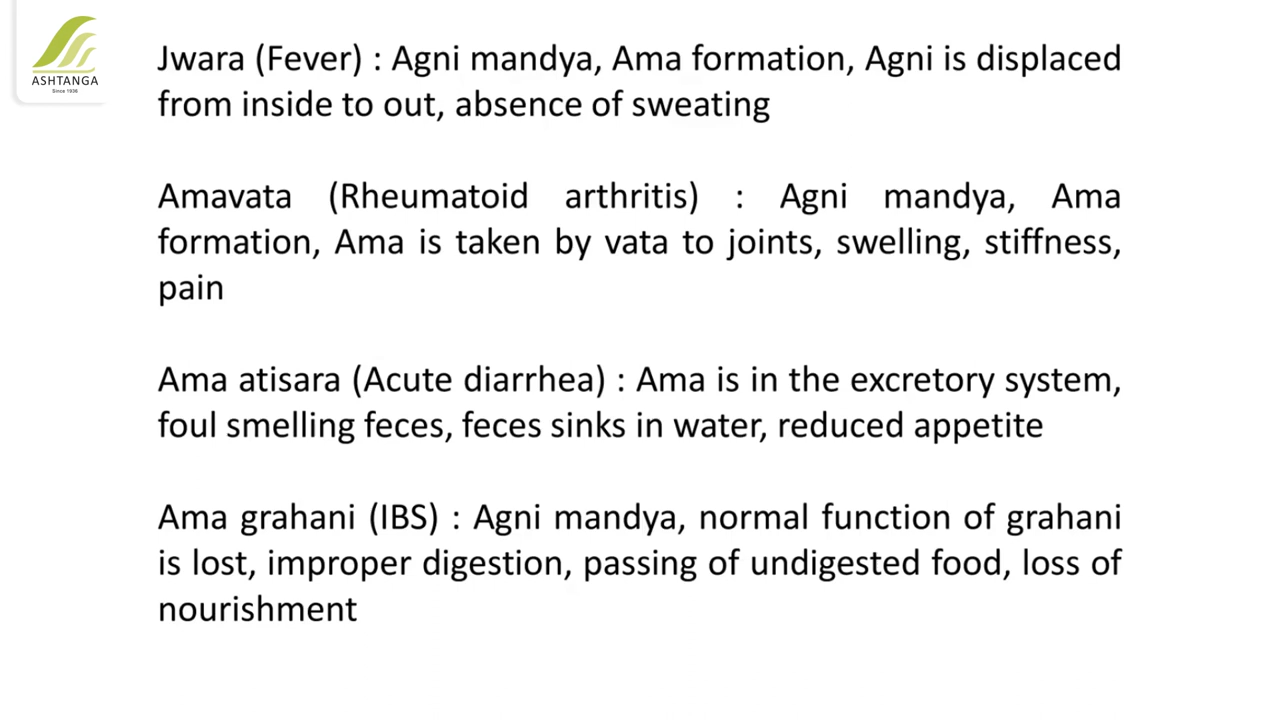 ASHTANGA
Since 1936
Jwara (Fever) : Agni mandya, Ama formation, Agni is displaced
from inside to out, absence of sweating
Amavata (Rheumatoid arthritis) : Agni mandya, Ama
formation, Ama is taken by vata to joints, swelling, stiffness,
pain
Ama atisara (Acute diarrhea) : Ama is in the excretory system,
foul smelling feces, feces sinks in water, reduced appetite
Ama grahani (IBS) : Agni mandya, normal function of grahani
is lost, improper digestion, passing of undigested food, loss of
nourishment